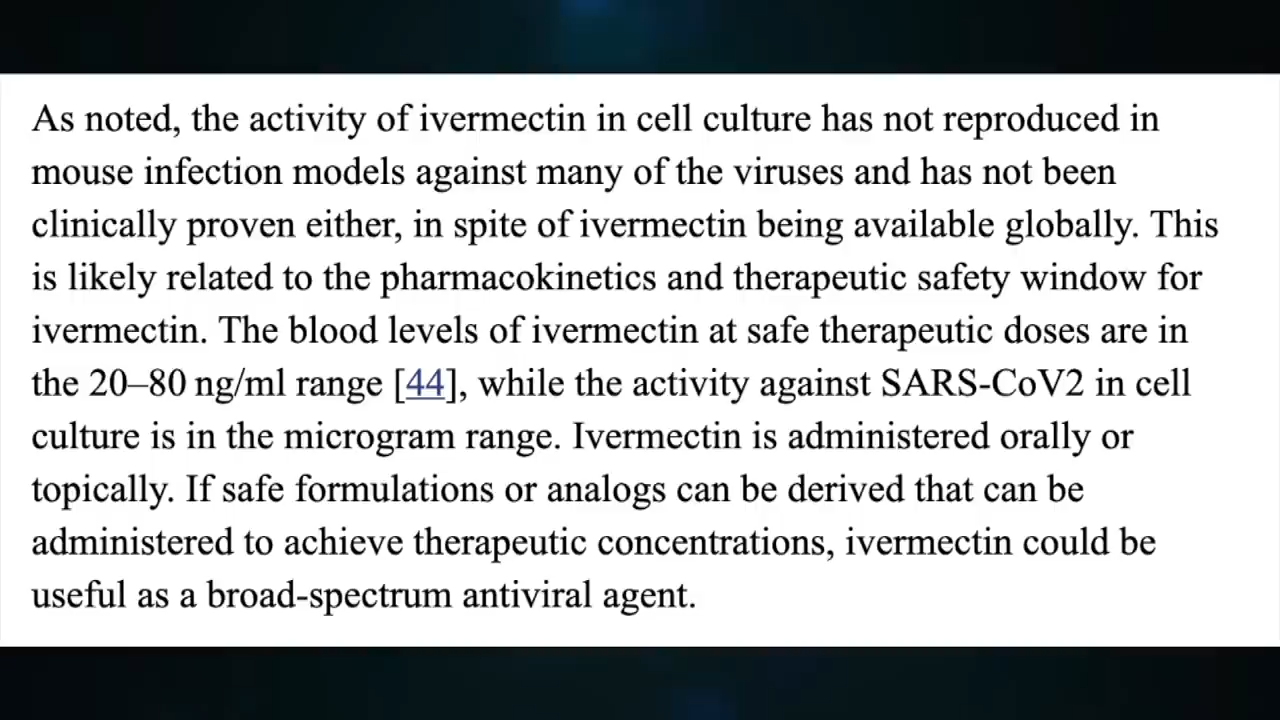 As noted, the activity of ivermectin in cell culture has not reproduced in
mouse infection models against many of the viruses and has not been
clinically proven either, in spite of ivermectin being available globally. This
is likely related to the pharmacokinetics and therapeutic safety window for
ivermectin. The blood levels of ivermectin at safe therapeutic doses are in
the 20–80 ng/ml range [44], while the activity against SARS-CoV2 in cell
culture is in the microgram range. Ivermectin is administered orally or
topically. If safe formulations or analogs can be derived that can be
administered to achieve therapeutic concentrations, ivermectin could be
useful as a broad-spectrum antiviral agent.